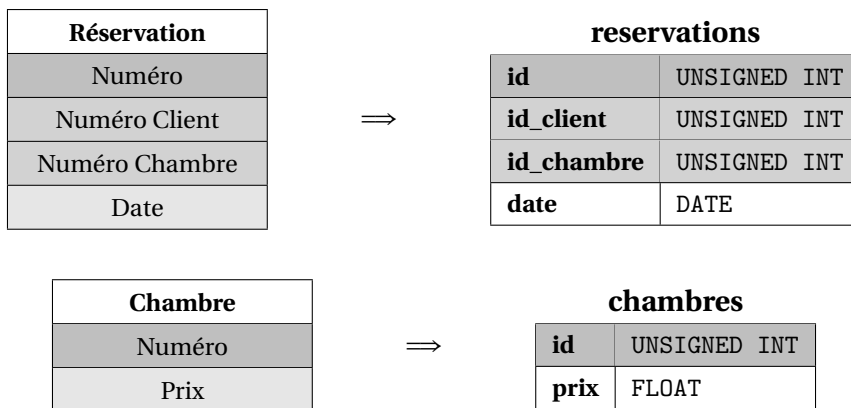 Réservation
Numéro
Numéro Client
Numéro Chambre
Date
⟹
reservations
id UNSIGNED INT
id_client UNSIGNED INT
id_chambre UNSIGNED INT
date DATE
Chambre
Numéro
Prix
⟹
chambres
id UNSIGNED INT
prix FLOAT